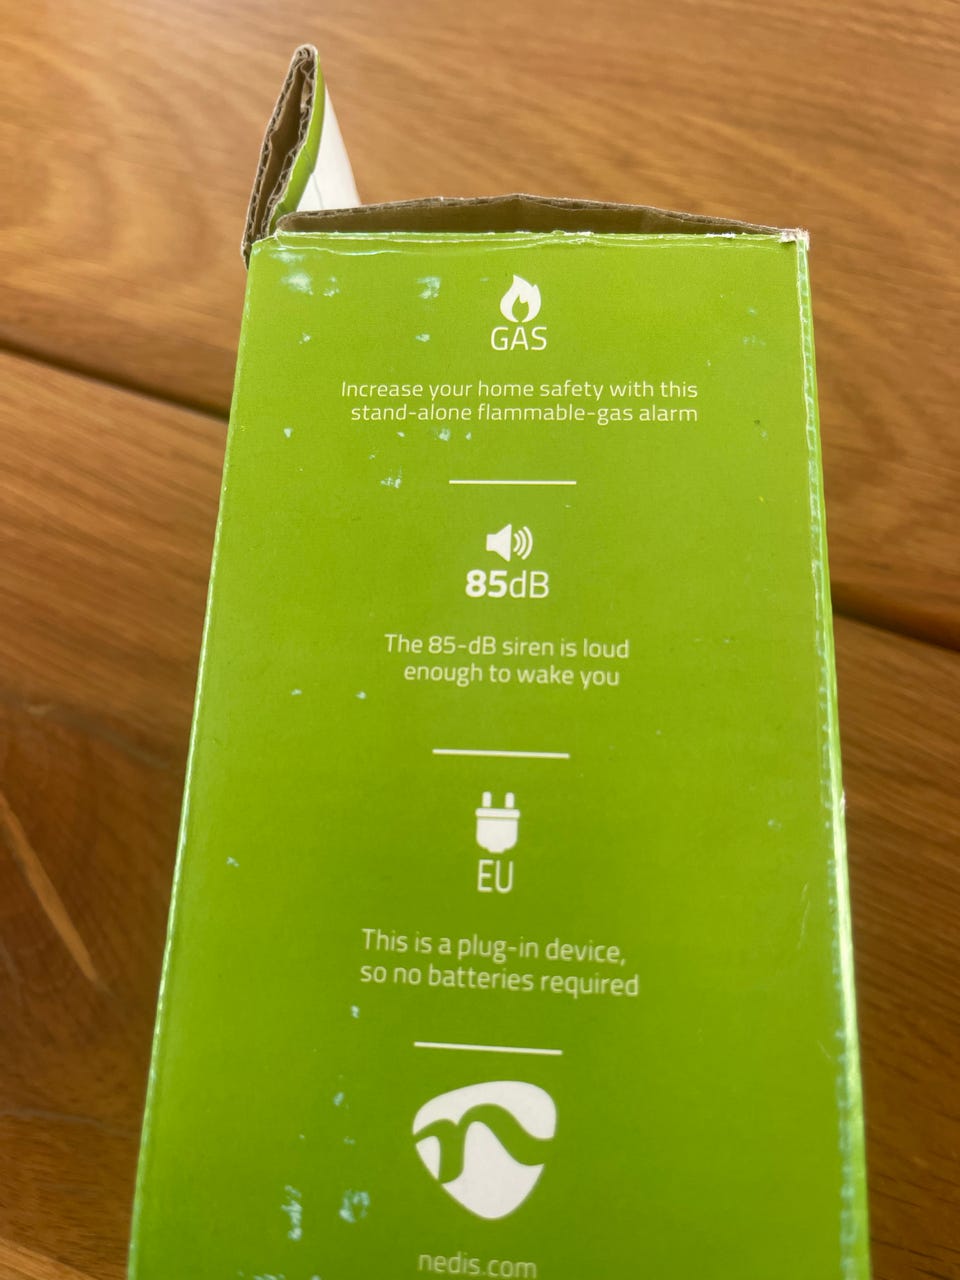 GAS
Increase your home safety with this
stand-alone flammable-gas alarm
85dB
The 85-dB siren is loud
enough to wake you
EU
This is a plug-in device,
so no batteries required
nedis.com